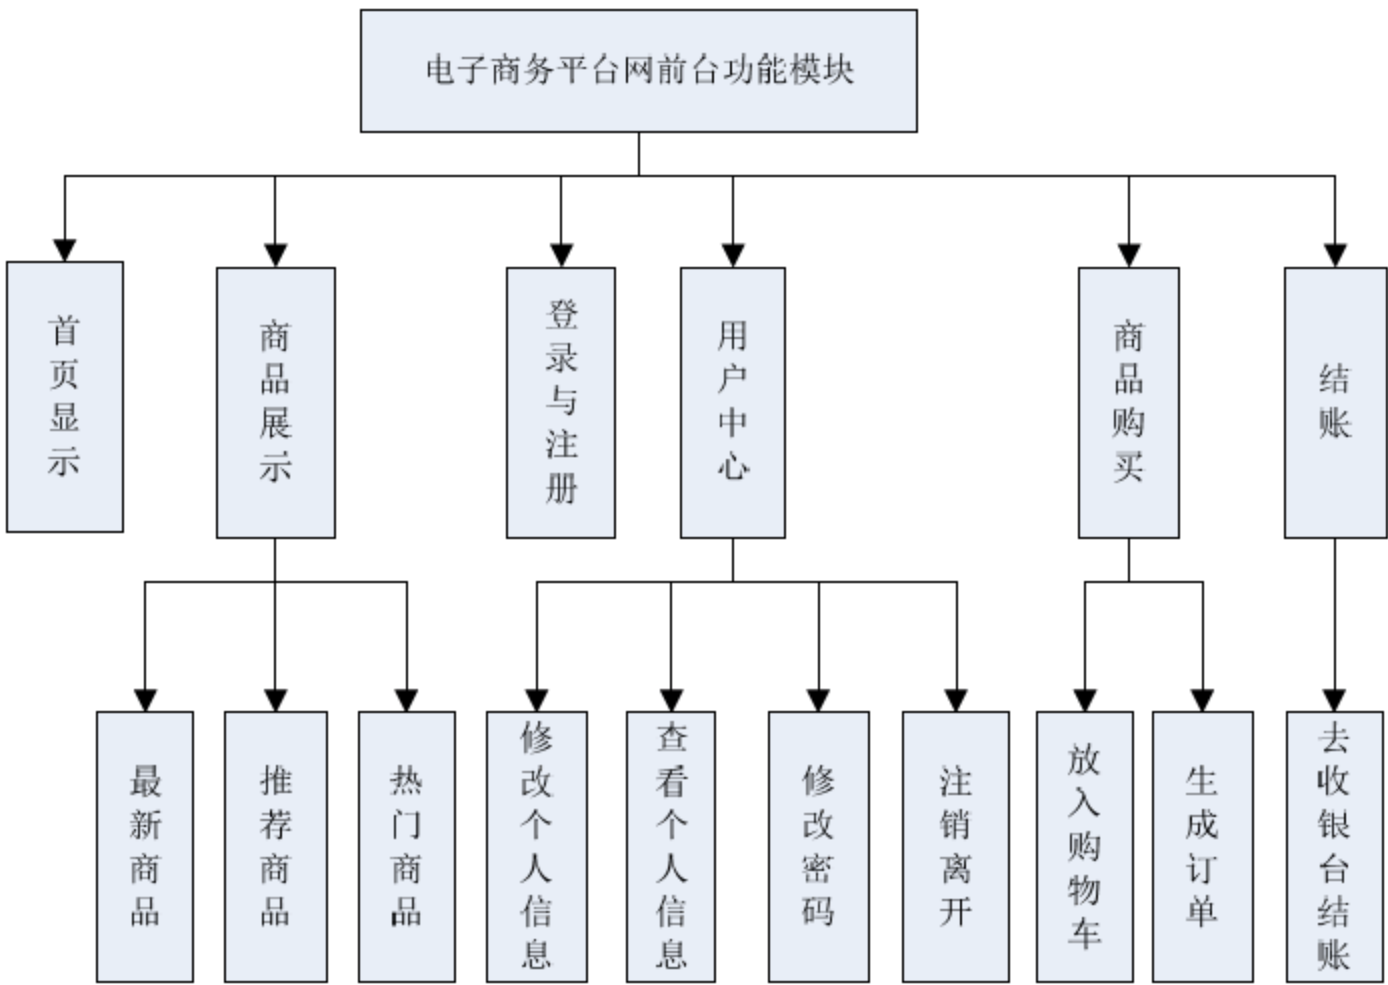 电子商务平台网前台功能模块
首页显示
商品展示
登录与注册
用户中心
商品购买
结账
最新商品
推荐商品
热门商品
修改个人信息
查看个人信息
修改密码
注销离开
放入购物车
生成订单
去收银台结账